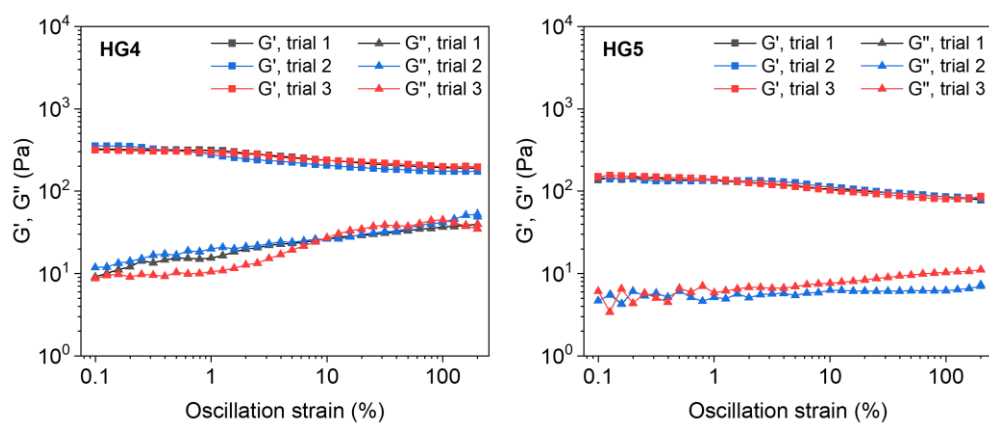 HG4
G', trial 1 G'', trial 1
G', trial 2 G'', trial 2
G', trial 3 G'', trial 3
G', G'' (Pa)
10⁴
10³
10²
10¹
10⁰
0.1 1 10 100
Oscillation strain (%)
HG5
G', trial 1 G'', trial 1
G', trial 2 G'', trial 2
G', trial 3 G'', trial 3
G', G'' (Pa)
10⁴
10³
10²
10¹
10⁰
0.1 1 10 100
Oscillation strain (%)